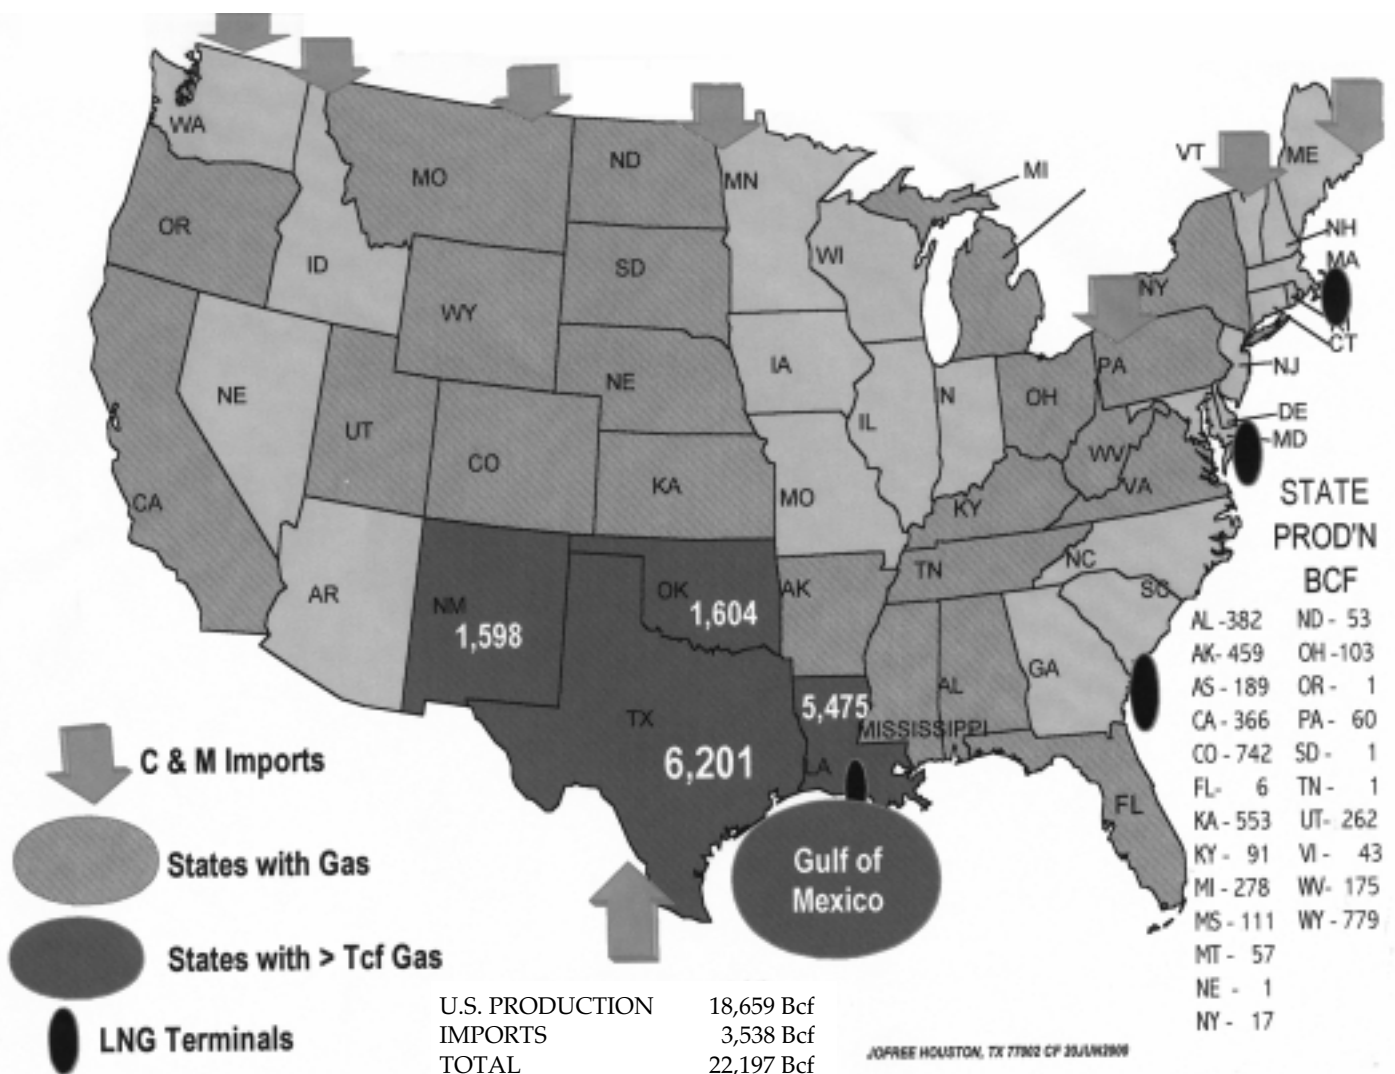 WA
MO
ND
MN
MI
VT
ME
OR
ID
SD
WI
NY
NH
MA
WY
CT
NE
IA
PA
NJ
NE
UT
CO
KA
IL
IN
OH
DE
MD
WV
VA
CA
MO
KY
STATE
PROD'N
BCF
AR
NM
1,598
OK
1,604
AK
TN
NC
SC
GA
AL
MISSISSIPPI
TX
6,201
5,475
LA
FL
Gulf of
Mexico
AL -382 ND - 53
AK- 459 OH -103
AS - 189 OR - 1
CA - 366 PA - 60
CO -742 SD - 1
FL- 6 TN - 1
KA - 553 UT- 262
KY - 91 VI - 43
MI - 278 WV- 175
MS - 111 WY -779
MT - 57
NE - 1
NY - 17
C & M Imports
States with Gas
States with > Tcf Gas
LNG Terminals
U.S. PRODUCTION 18,659 Bcf
IMPORTS 3,538 Bcf
TOTAL 22,197 Bcf
JOFREE HOUSTON, TX 77002 CF